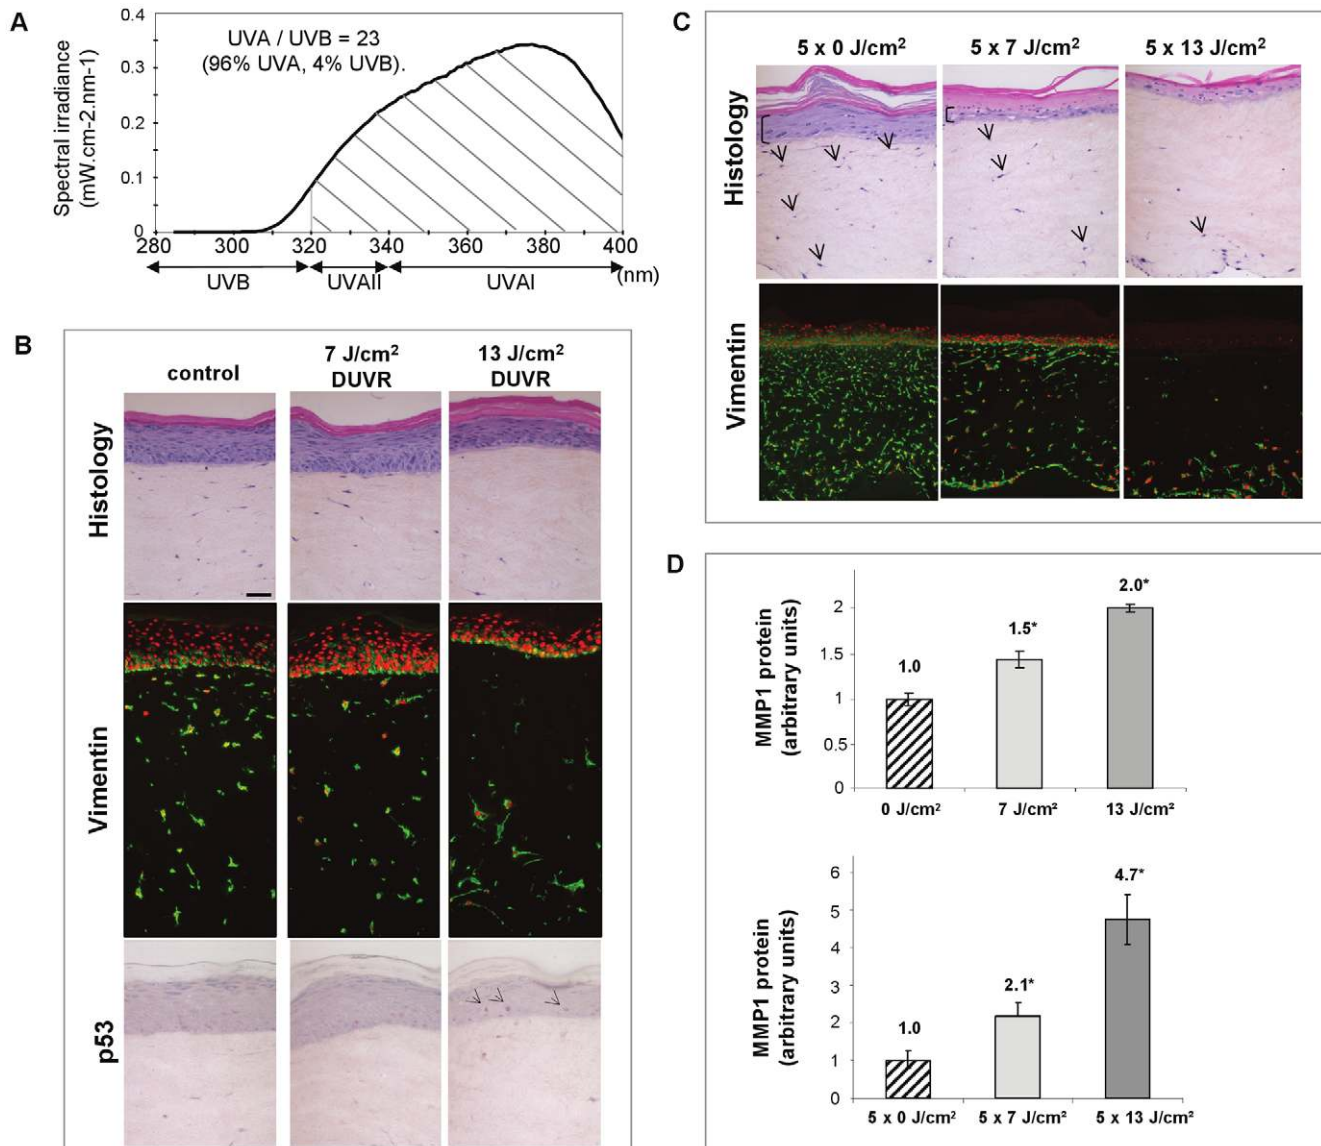 A
Spectral irradiance
(mW.cm-2.nm-1)
0.4
0.3
0.2
0.1
0
UVA / UVB = 23
(96% UVA, 4% UVB).
280 300 320 340 360 380 400
(nm)
UVB UVAII UVAI
B
control
7 J/cm²
DUVR
13 J/cm²
DUVR
Histology
Vimentin
p53
C
5 x 0 J/cm² 5 x 7 J/cm² 5 x 13 J/cm²
Histology
Vimentin
D
MMP1 protein
(arbitrary units)
2
1.5
1
0.5
0
1.0
1.5*
2.0*
0 J/cm² 7 J/cm² 13 J/cm²
MMP1 protein
(arbitrary units)
6
5
4
3
2
1
0
1.0
2.1*
4.7*
5 x 0 J/cm² 5 x 7 J/cm² 5 x 13 J/cm²